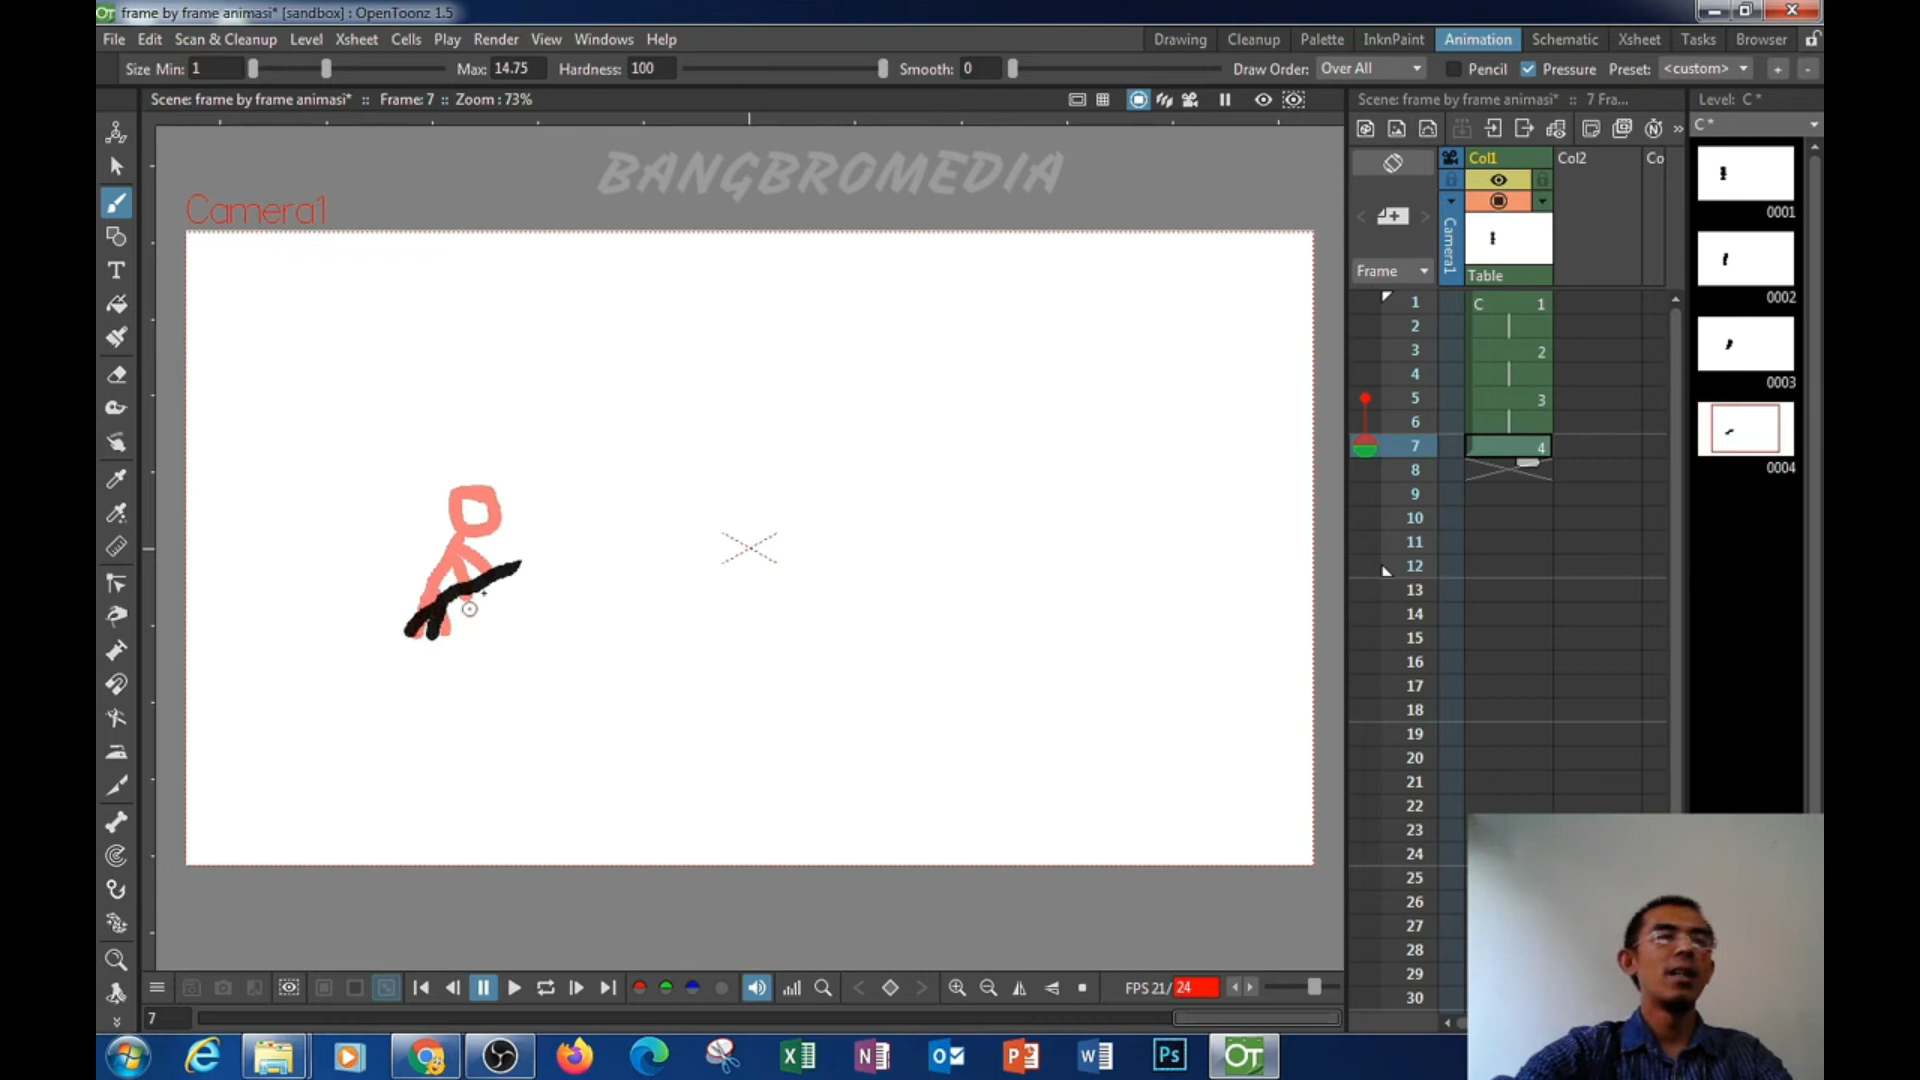 frame by frame animasi* [sandbox] : OpenToonz 1.5
File Edit Scan & Cleanup Level Xsheet Cells Play Render View Windows Help
Drawing Cleanup Palette InknPaint Animation Schematic Xsheet Tasks Browser
Size Min: 1 Max: 14.75 Hardness: 100 Smooth: 0 Draw Order: Over All Pencil Pressure Preset: <custom> + -
Scene: frame by frame animasi* :: Frame: 7 :: Zoom : 73%
Scene: frame by frame animasi* :: 7 Fra...
Level: C *
C *
BANGBROMEDIA
Camera1
Col1 Col2 Co
Camera1
Frame
Table
1 C 1
2
3 2
4
5 3
6
7 4
8
9
10
11
12
13
14
15
16
17
18
19
20
21
22
23
24
25
26
27
28
29
30
0001
0002
0003
0004
FPS 21/ 24
7